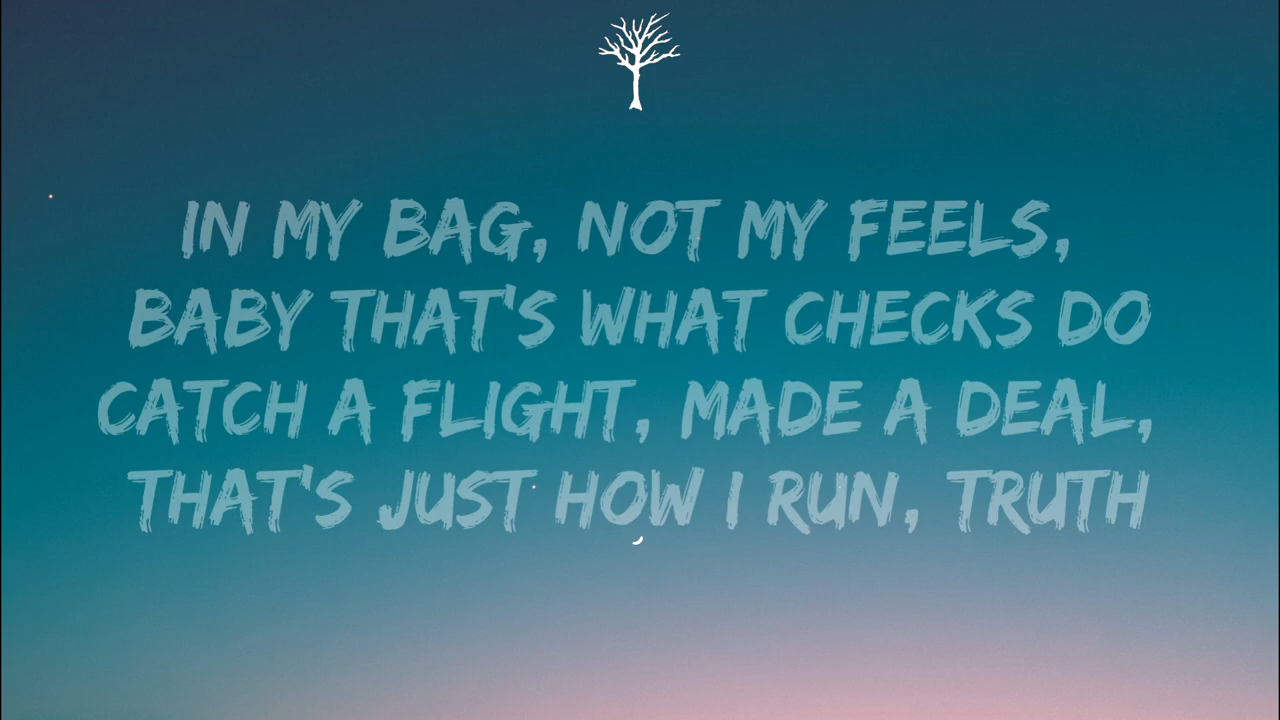 IN MY BAG, NOT MY FEELS,
BABY THAT'S WHAT CHECKS DO
CATCH A FLIGHT, MADE A DEAL,
THAT'S JUST HOW I RUN, TRUTH